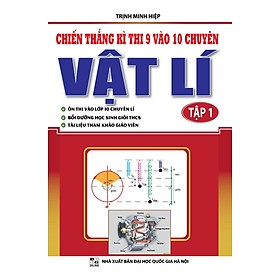 TRỊNH MINH HIỆP
CHIẾN THẮNG KÌ THI 9 VÀO 10 CHUYÊN
VẬT LÍ
TẬP 1
ÔN THI VÀO LỚP 10 CHUYÊN LÍ
BỒI DƯỠNG HỌC SINH GIỎI THCS
TÀI LIỆU THAM KHẢO GIÁO VIÊN
NHÀ XUẤT BẢN ĐẠI HỌC QUỐC GIA HÀ NỘI